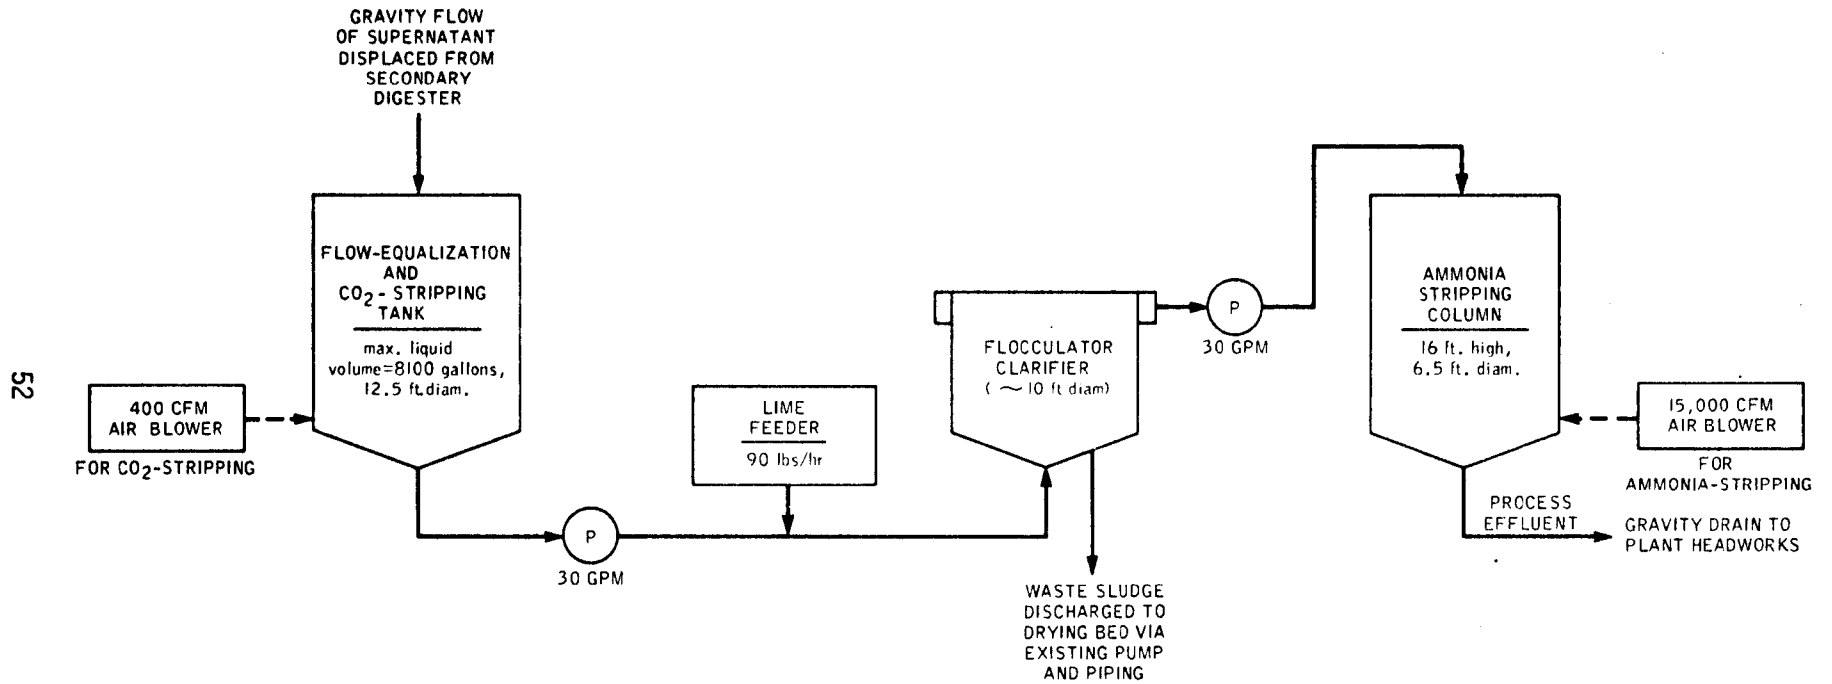 GRAVITY FLOW
OF SUPERNATANT
DISPLACED FROM
SECONDARY
DIGESTER
FLOW-EQUALIZATION
AND
CO2- STRIPPING
TANK
max. liquid
volume=8100 gallons,
12.5 ft.diam.
400 CFM
AIR BLOWER
FOR CO2-STRIPPING
P
30 GPM
LIME
FEEDER
90 lbs/hr
FLOCCULATOR
CLARIFIER
( ~10 ft diam)
WASTE SLUDGE
DISCHARGED TO
DRYING BED VIA
EXISTING PUMP
AND PIPING
P
30 GPM
AMMONIA
STRIPPING
COLUMN
16 ft. high,
6.5 ft. diam.
15,000 CFM
AIR BLOWER
FOR
AMMONIA-STRIPPING
PROCESS
EFFLUENT
GRAVITY DRAIN TO
PLANT HEADWORKS
52